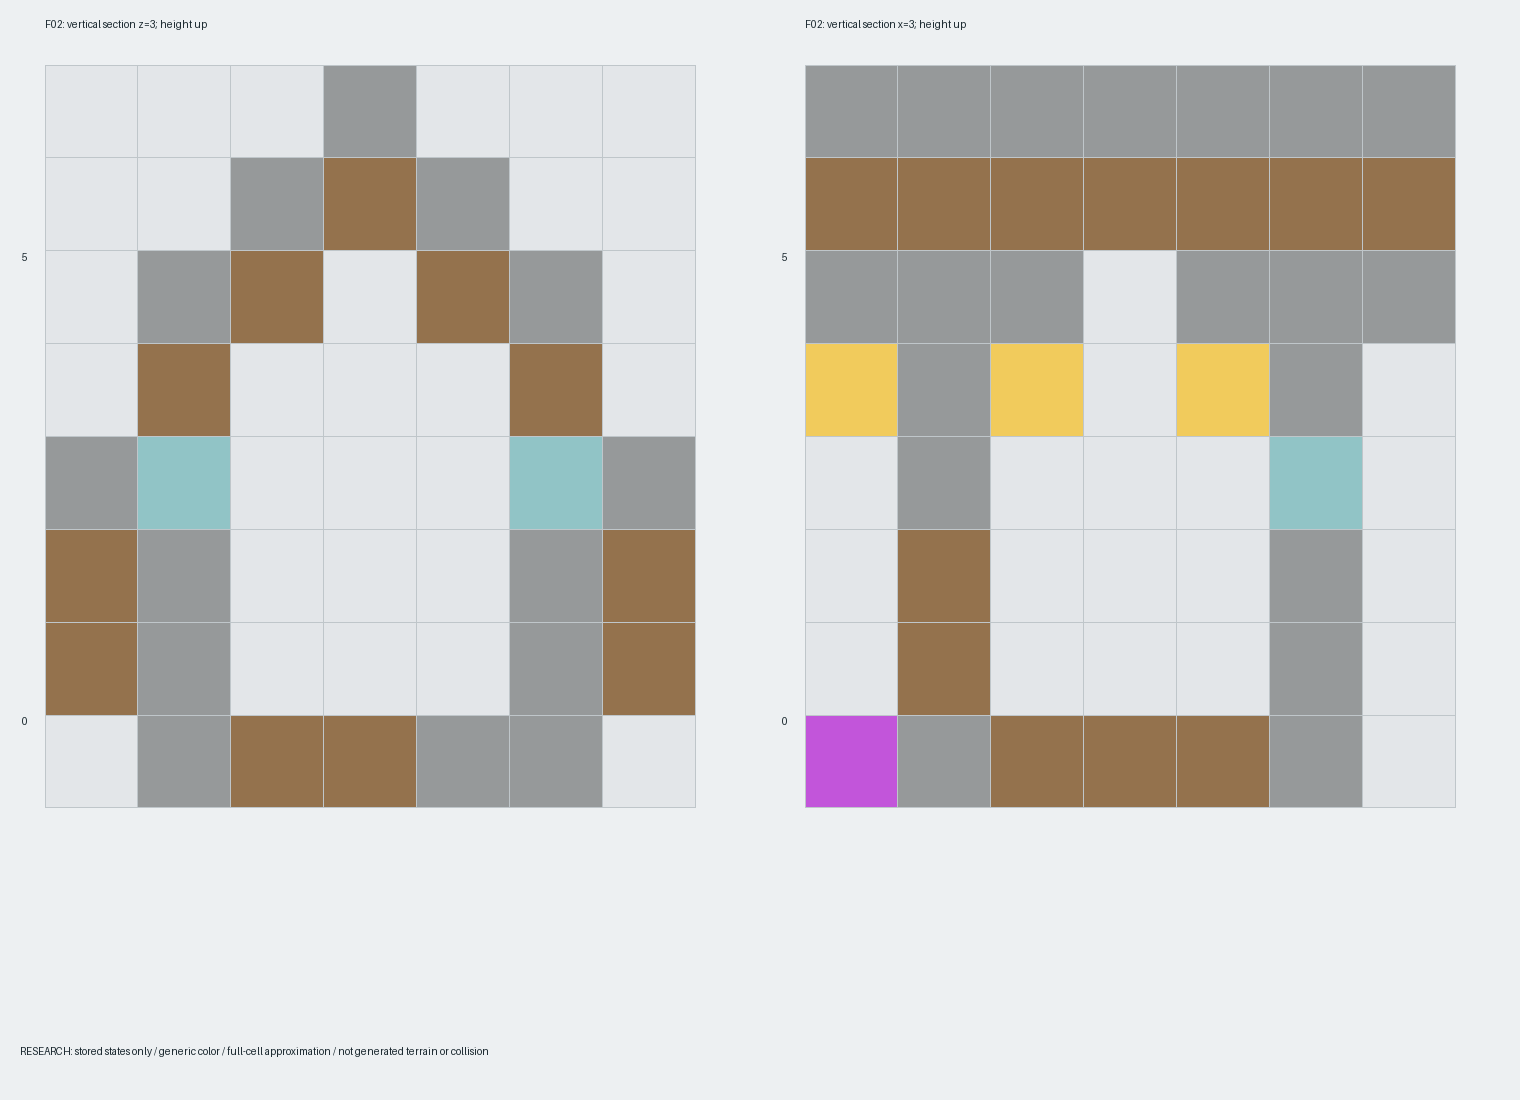 F02: vertical section z=3; height up
F02: vertical section x=3; height up
5
5
0
0
RESEARCH: stored states only / generic color / full-cell approximation / not generated terrain or collision